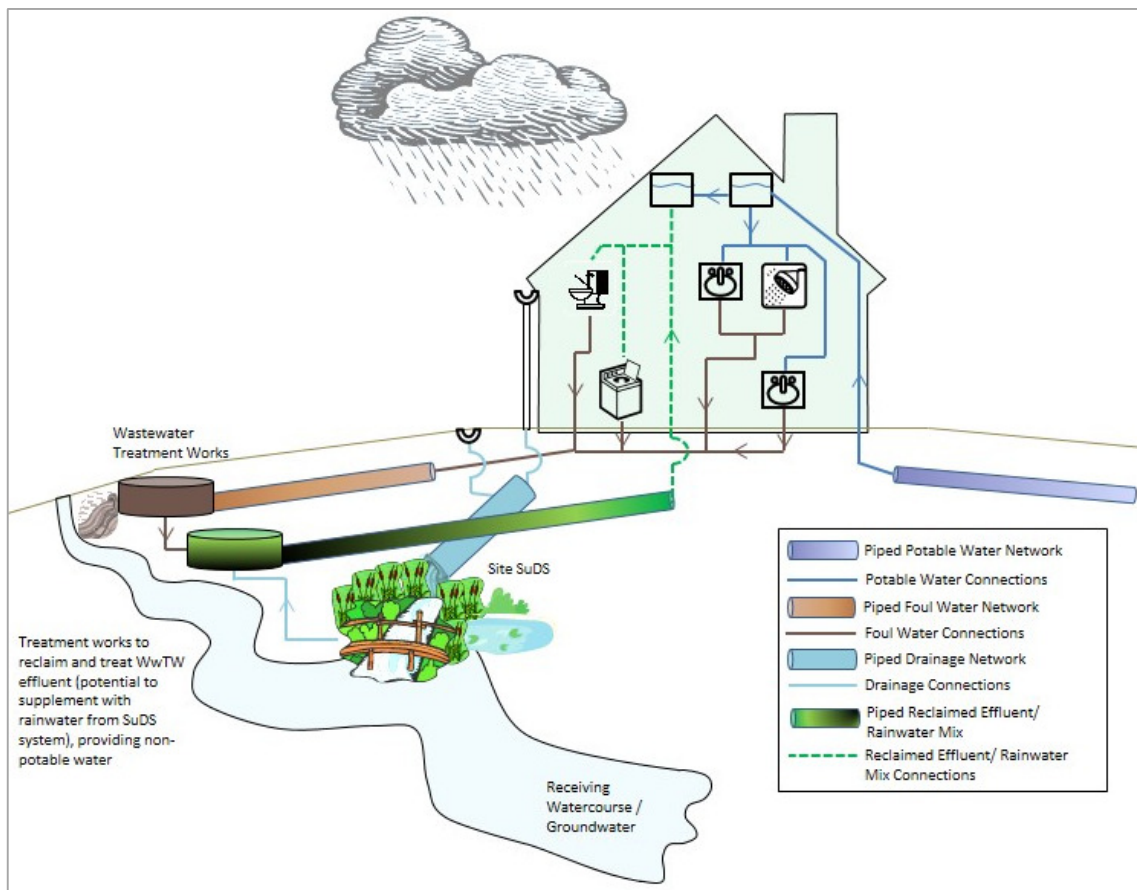 Wastewater
Treatment Works
Site SuDS
Treatment works to
reclaim and treat WwTW
effluent (potential to
supplement with
rainwater from SuDS
system), providing non-
potable water
Receiving
Watercourse /
Groundwater
Piped Potable Water Network
Potable Water Connections
Piped Foul Water Network
Foul Water Connections
Piped Drainage Network
Drainage Connections
Piped Reclaimed Effluent/
Rainwater Mix
Reclaimed Effluent/ Rainwater
Mix Connections